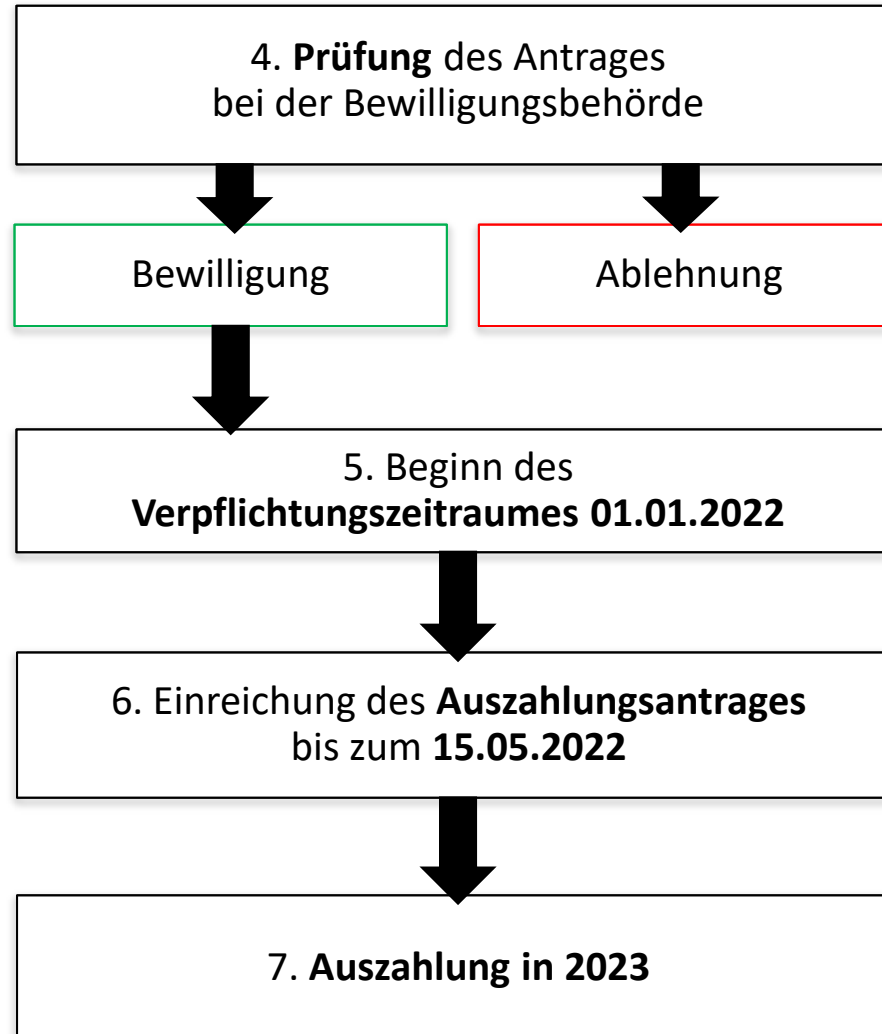 4. Prüfung des Antrages
bei der Bewilligungsbehörde
Bewilligung
Ablehnung
5. Beginn des
Verpflichtungszeitraumes 01.01.2022
6. Einreichung des Auszahlungsantrages
bis zum 15.05.2022
7. Auszahlung in 2023